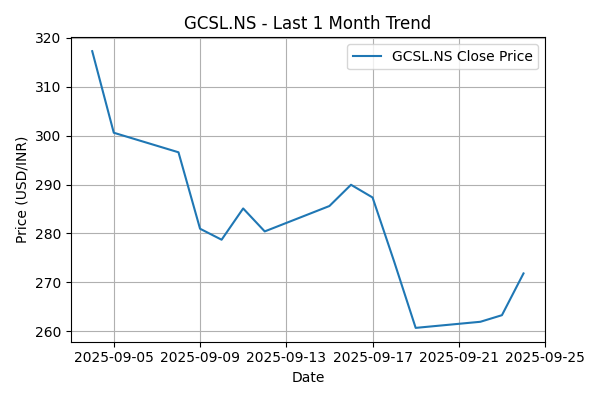 GCSL.NS - Last 1 Month Trend
GCSL.NS Close Price
Price (USD/INR)
320
310
300
290
280
270
260
2025-09-05 2025-09-09 2025-09-13 2025-09-17 2025-09-21 2025-09-25
Date